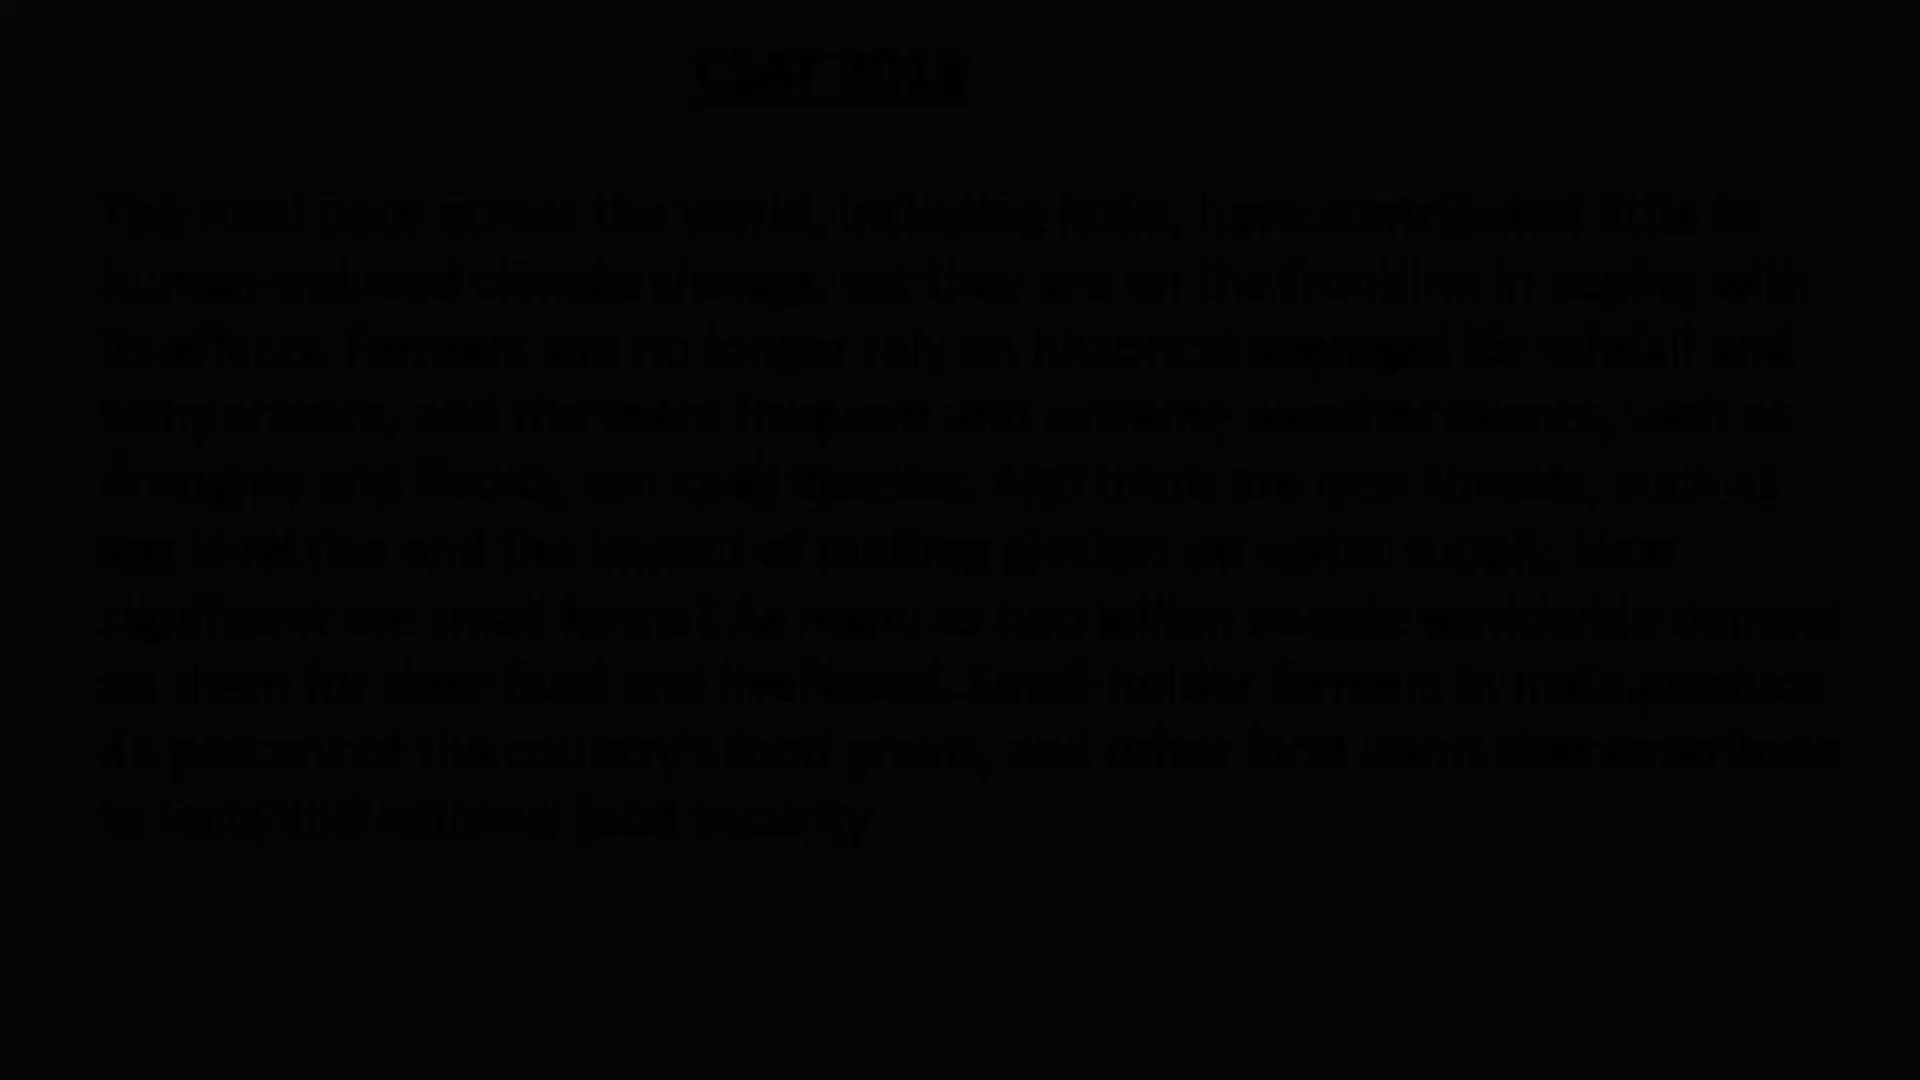 CSAT 2018
The rural poor across the world, including India, have contributed little to
human-induced climate change, yet they are on the frontline in coping with
its effects. Farmers can no longer rely on historical averages for rainfall and
temperature, and the more frequent and extreme weather events, such as
droughts and floods, can spell disaster. And there are new threats, such as
sea level rise and the impact of melting glaciers on water supply. How
significant are small farms? As many as two billion people worldwide depend
on them for their food and livelihood. Small-holder farmers in India produce
41 percent of the country's food grains, and other food items that contribute
to local and national food security